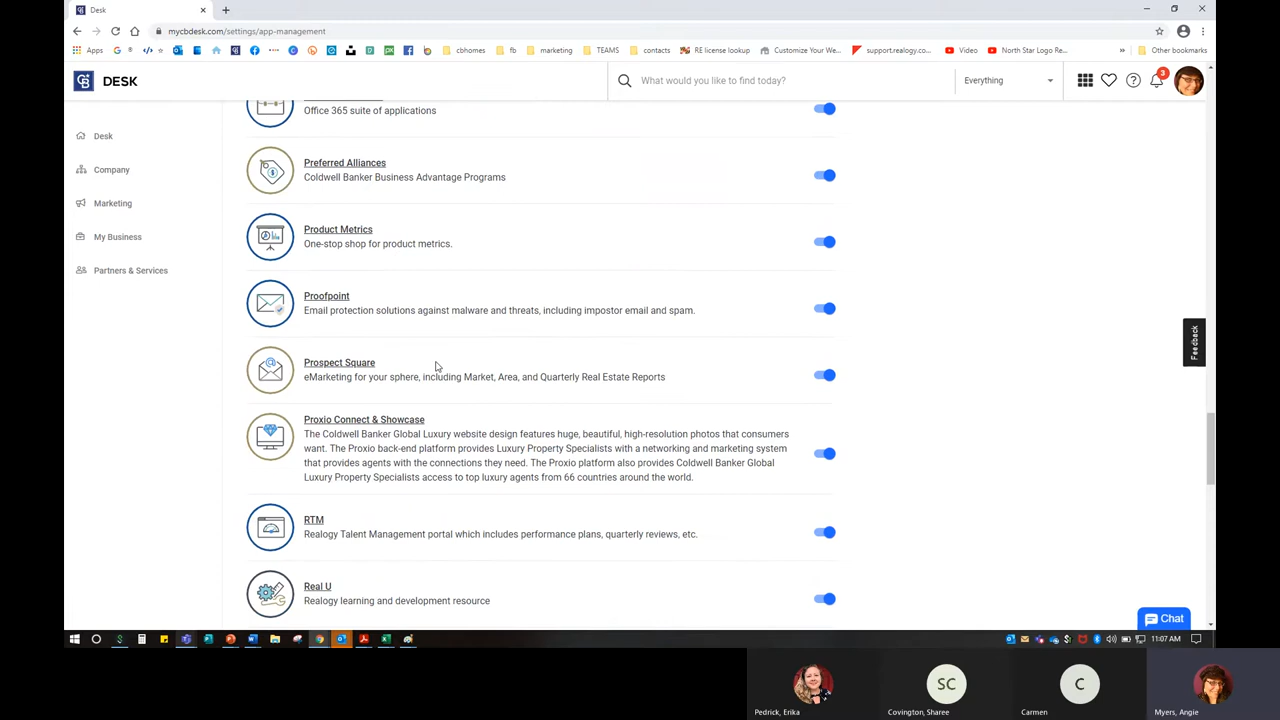 Desk
mycbdesk.com/settings/app-management
Apps
8
cbhomes
fb
marketing
TEAMS
contacts
RE license lookup
Customize Your We...
support.realogy.co...
Video
North Star Logo Re...
Other bookmarks
DESK
What would you like to find today?
Everything
3
Desk
Company
Marketing
My Business
Partners & Services
Office 365 suite of applications
Preferred Alliances
Coldwell Banker Business Advantage Programs
Product Metrics
One-stop shop for product metrics.
Proofpoint
Email protection solutions against malware and threats, including impostor email and spam.
Prospect Square
eMarketing for your sphere, including Market, Area, and Quarterly Real Estate Reports
Proxio Connect & Showcase
The Coldwell Banker Global Luxury website design features huge, beautiful, high-resolution photos that consumers
want. The Proxio back-end platform provides Luxury Property Specialists with a networking and marketing system
that provides agents with the connections they need. The Proxio platform also provides Coldwell Banker Global
Luxury Property Specialists access to top luxury agents from 66 countries around the world.
RTM
Realogy Talent Management portal which includes performance plans, quarterly reviews, etc.
Real U
Realogy learning and development resource
Feedback
Chat
11:07 AM
SC
C
Pedrick, Erika
Covington, Sharee
Carmen
Myers, Angie